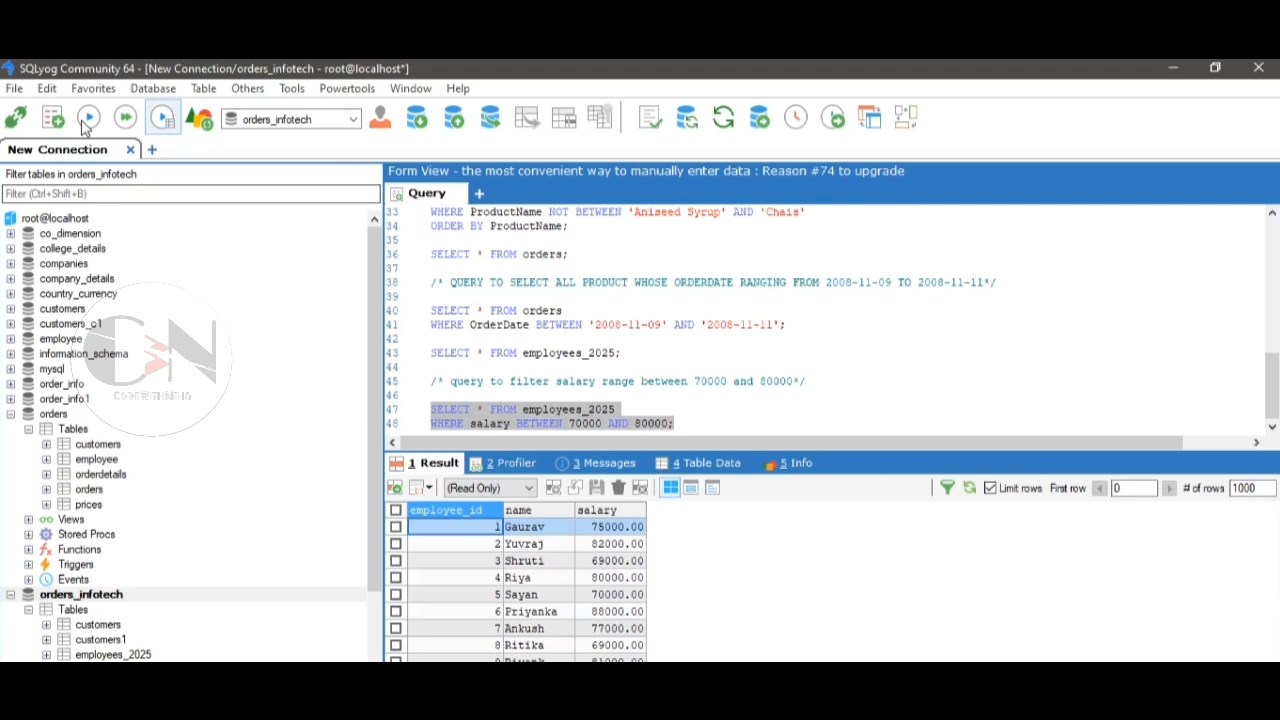 SQLyog Community 64 - [New Connection/orders_infotech - root@localhost*]
File Edit Favorites Database Table Others Tools Powertools Window Help
orders_infotech
New Connection
Filter tables in orders_infotech
Filter (Ctrl+Shift+B)
root@localhost
co_dimension
college_details
companies
company_details
country_currency
customers
customers_c1
employee
information_schema
mysql
order_info
order_info1
orders
Tables
customers
employee
orderdetails
orders
prices
Views
Stored Procs
Functions
Triggers
Events
orders_infotech
Tables
customers
customers1
employees_2025
Form View - the most convenient way to manually enter data : Reason #74 to upgrade
Query
33 WHERE ProductName NOT BETWEEN 'Aniseed Syrup' AND 'Chais'
34 ORDER BY ProductName;
35
36 SELECT * FROM orders;
37
38 /* QUERY TO SELECT ALL PRODUCT WHOSE ORDERDATE RANGING FROM 2008-11-09 TO 2008-11-11*/
39
40 SELECT * FROM orders
41 WHERE OrderDate BETWEEN '2008-11-09' AND '2008-11-11';
42
43 SELECT * FROM employees_2025;
44
45 /* query to filter salary range between 70000 and 80000*/
46
47 SELECT * FROM employees_2025
48 WHERE salary BETWEEN 70000 AND 80000;
1 Result 2 Profiler 3 Messages 4 Table Data 5 Info
(Read Only) Limit rows First row 0 # of rows 1000
employee_id name salary
1 Gaurav 75000.00
2 Yuvraj 82000.00
3 Shruti 69000.00
4 Riya 80000.00
5 Sayan 70000.00
6 Priyanka 88000.00
7 Ankush 77000.00
8 Ritika 69000.00